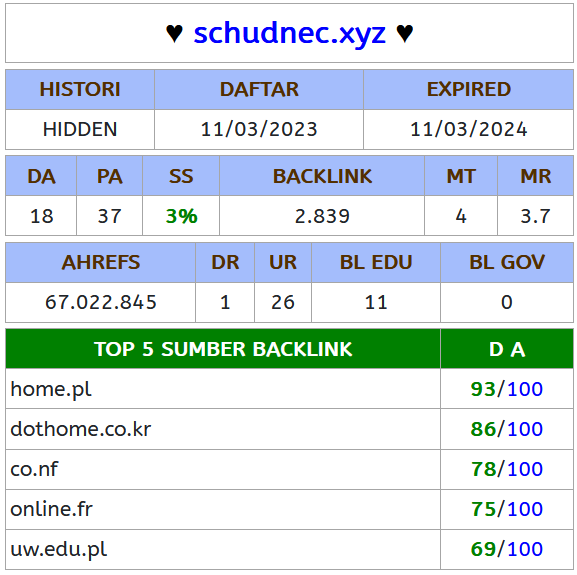 ♥ schudnec.xyz ♥
HISTORI DAFTAR EXPIRED
HIDDEN 11/03/2023 11/03/2024
DA PA SS BACKLINK MT MR
18 37 3% 2.839 4 3.7
AHREFS DR UR BL EDU BL GOV
67.022.845 1 26 11 0
TOP 5 SUMBER BACKLINK D A
home.pl 93/100
dothome.co.kr 86/100
co.nf 78/100
online.fr 75/100
uw.edu.pl 69/100